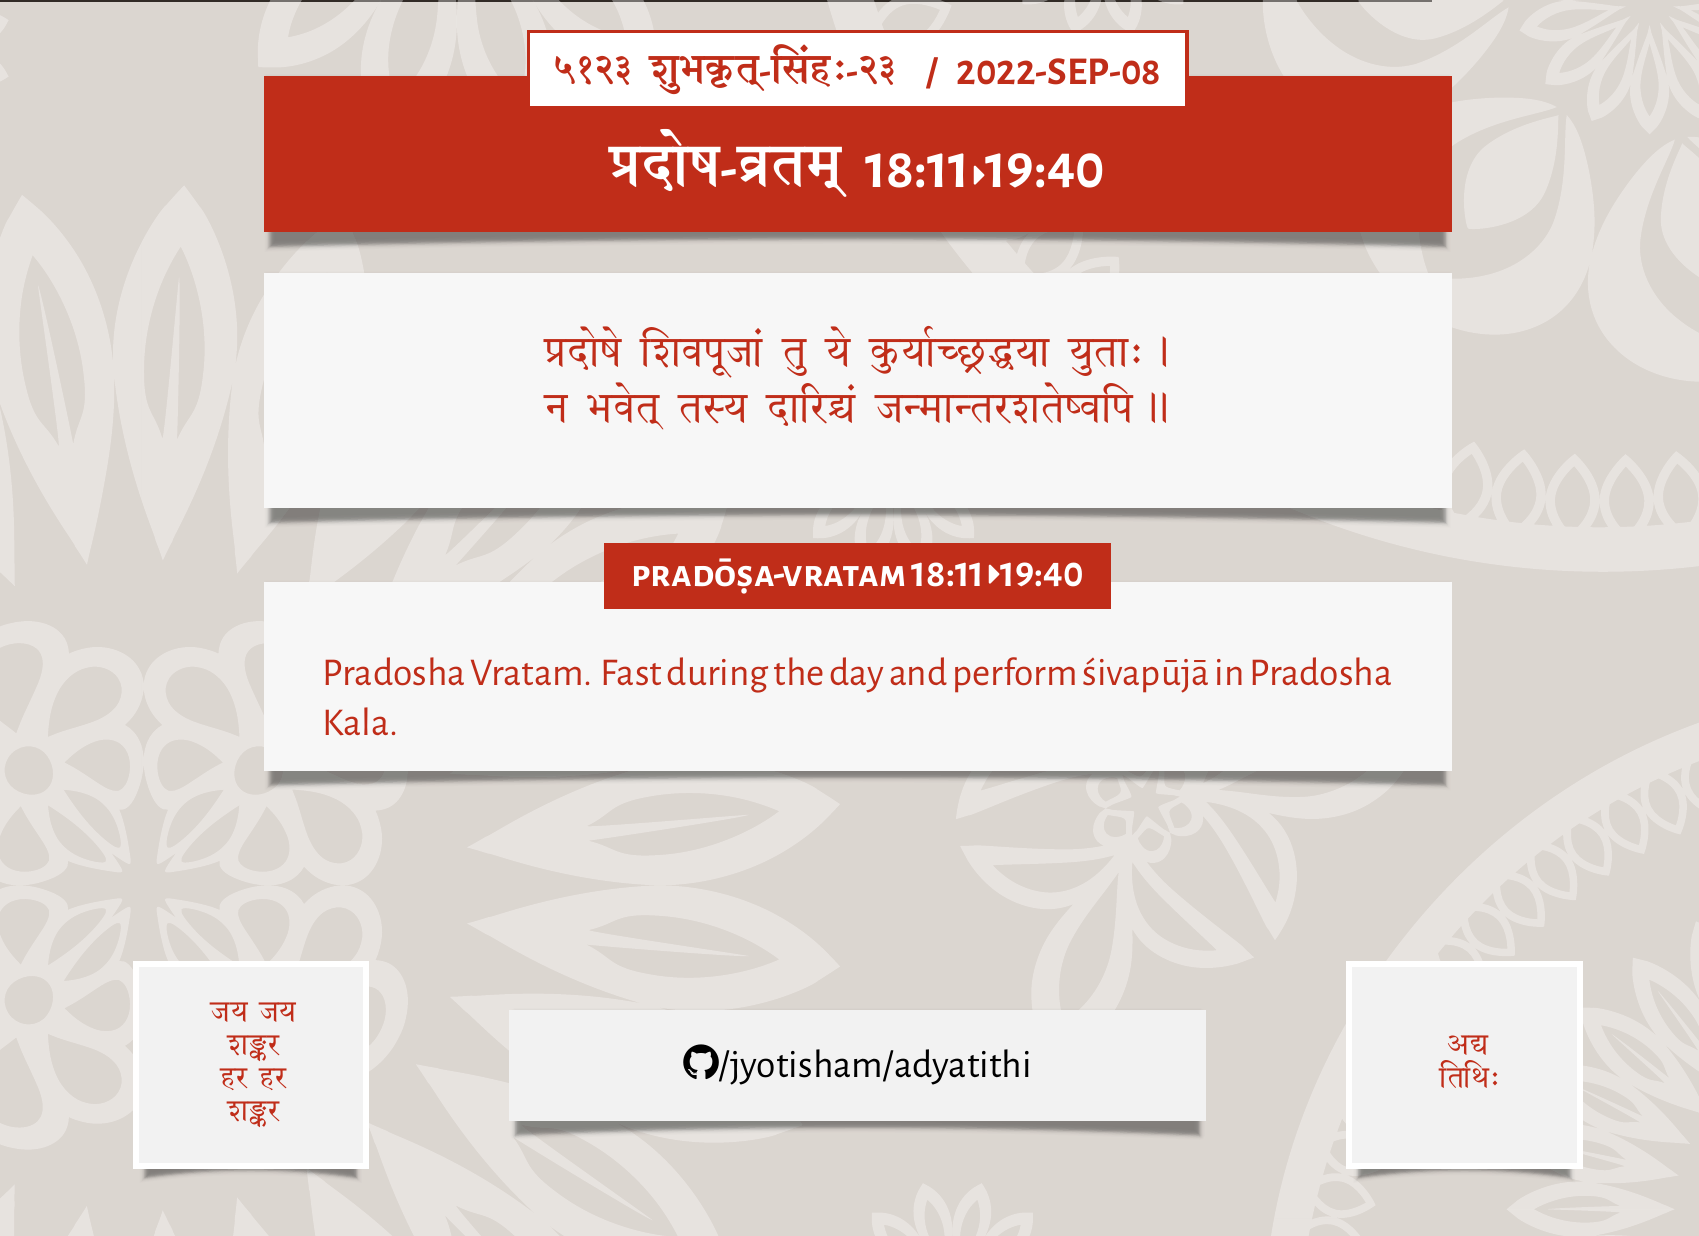 ५१२३ शुभकृत्-सिंहः-२३ / 2022-SEP-08
प्रदोष-व्रतम् 18:11▸19:40
प्रदोषे शिवपूजां तु ये कुर्याच्छ्रद्धया युताः ।
न भवेत् तस्य दारिद्र्यं जन्मान्तरशतेष्वपि ॥
PRADŌṢA-VRATAM 18:11▸19:40
Pradosha Vratam. Fast during the day and perform śivapūjā in Pradosha
Kala.
जय जय
शङ्कर
हर हर
शङ्कर
/jyotisham/adyatithi
अद्य
तिथिः